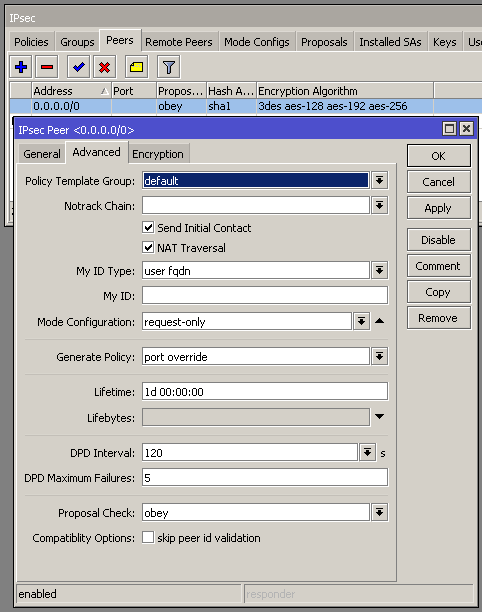 IPsec
Policies Groups Peers Remote Peers Mode Configs Proposals Installed SAs Keys
Address Port Propos... Hash A... Encryption Algorithm
0.0.0.0/0 obey sha1 3des aes-128 aes-192 aes-256
IPsec Peer <0.0.0.0/0>
General Advanced Encryption
OK
Policy Template Group: default
Cancel
Notrack Chain:
Apply
Send Initial Contact
Disable
NAT Traversal
My ID Type: user fqdn
Comment
My ID:
Copy
Mode Configuration: request-only
Remove
Generate Policy: port override
Lifetime: 1d 00:00:00
Lifebytes:
DPD Interval: 120 s
DPD Maximum Failures: 5
Proposal Check: obey
Compatiblity Options: skip peer id validation
enabled responder